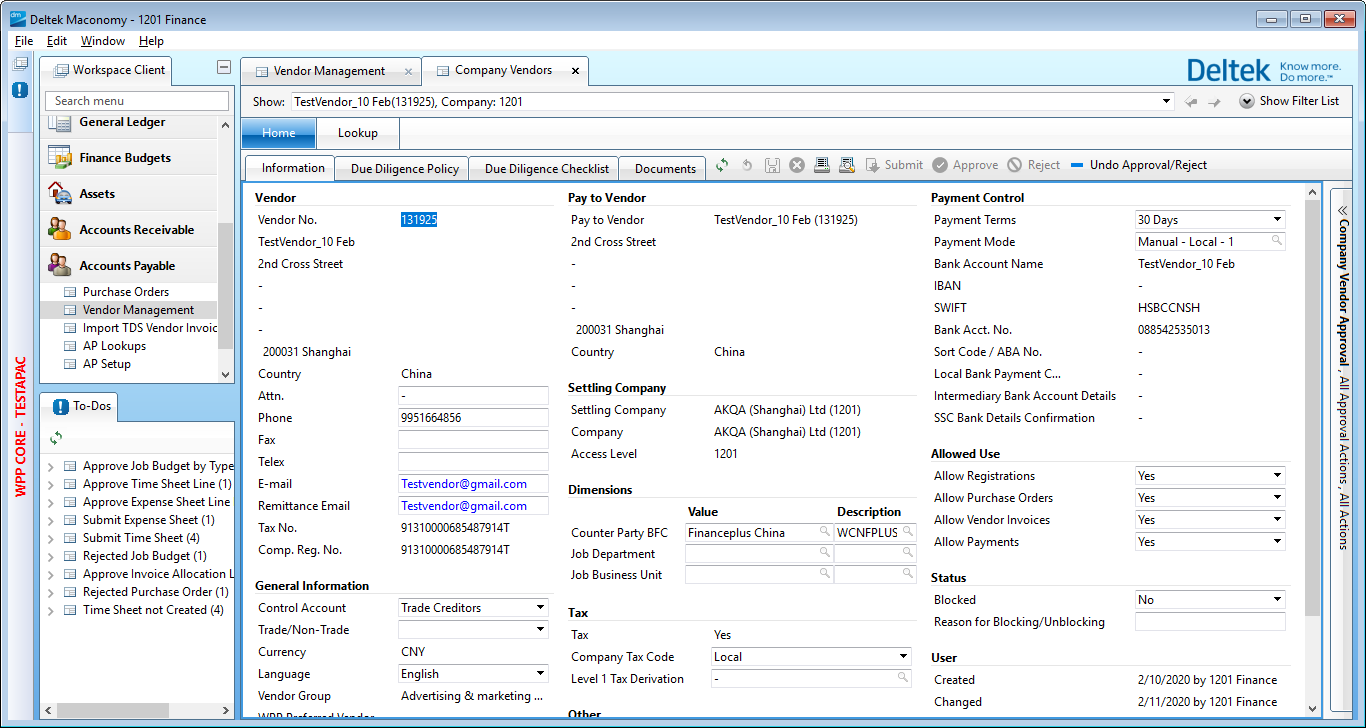 Deltek Maconomy - 1201 Finance
File Edit Window Help
Workspace Client
Search menu
General Ledger
Finance Budgets
Assets
Accounts Receivable
Accounts Payable
Purchase Orders
Vendor Management
Import TDS Vendor Invoic
AP Lookups
AP Setup
WPP CORE - TESTAPAC
To-Dos
Approve Job Budget by Type
Approve Time Sheet Line (1)
Approve Expense Sheet Line
Submit Expense Sheet (1)
Submit Time Sheet (4)
Rejected Job Budget (1)
Approve Invoice Allocation L
Rejected Purchase Order (1)
Time Sheet not Created (4)
Vendor Management Company Vendors
Deltek Know more. Do more.™
Show: TestVendor_10 Feb(131925), Company: 1201 Show Filter List
Home Lookup
Information Due Diligence Policy Due Diligence Checklist Documents Submit Approve Reject Undo Approval/Reject
Vendor
Vendor No. 131925
TestVendor_10 Feb
2nd Cross Street
-
-
-
200031 Shanghai
Country China
Attn. -
Phone 9951664856
Fax
Telex
E-mail Testvendor@gmail.com
Remittance Email Testvendor@gmail.com
Tax No. 91310000685487914T
Comp. Reg. No. 91310000685487914T
General Information
Control Account Trade Creditors
Trade/Non-Trade
Currency CNY
Language English
Vendor Group Advertising & marketing ...
WPP Preferred Vendor
Pay to Vendor
Pay to Vendor TestVendor_10 Feb (131925)
2nd Cross Street
-
-
-
200031 Shanghai
Country China
Settling Company
Settling Company AKQA (Shanghai) Ltd (1201)
Company AKQA (Shanghai) Ltd (1201)
Access Level 1201
Dimensions
Value Description
Counter Party BFC Financeplus China WCNFPLUS
Job Department
Job Business Unit
Tax
Tax Yes
Company Tax Code Local
Level 1 Tax Derivation -
Other
Payment Control
Payment Terms 30 Days
Payment Mode Manual - Local - 1
Bank Account Name TestVendor_10 Feb
IBAN -
SWIFT HSBCCNSH
Bank Acct. No. 088542535013
Sort Code / ABA No. -
Local Bank Payment C... -
Intermediary Bank Account Details -
SSC Bank Details Confirmation -
Allowed Use
Allow Registrations Yes
Allow Purchase Orders Yes
Allow Vendor Invoices Yes
Allow Payments Yes
Status
Blocked No
Reason for Blocking/Unblocking
User
Created 2/10/2020 by 1201 Finance
Changed 2/11/2020 by 1201 Finance
Company Vendor Approval , All Approval Actions , All Actions